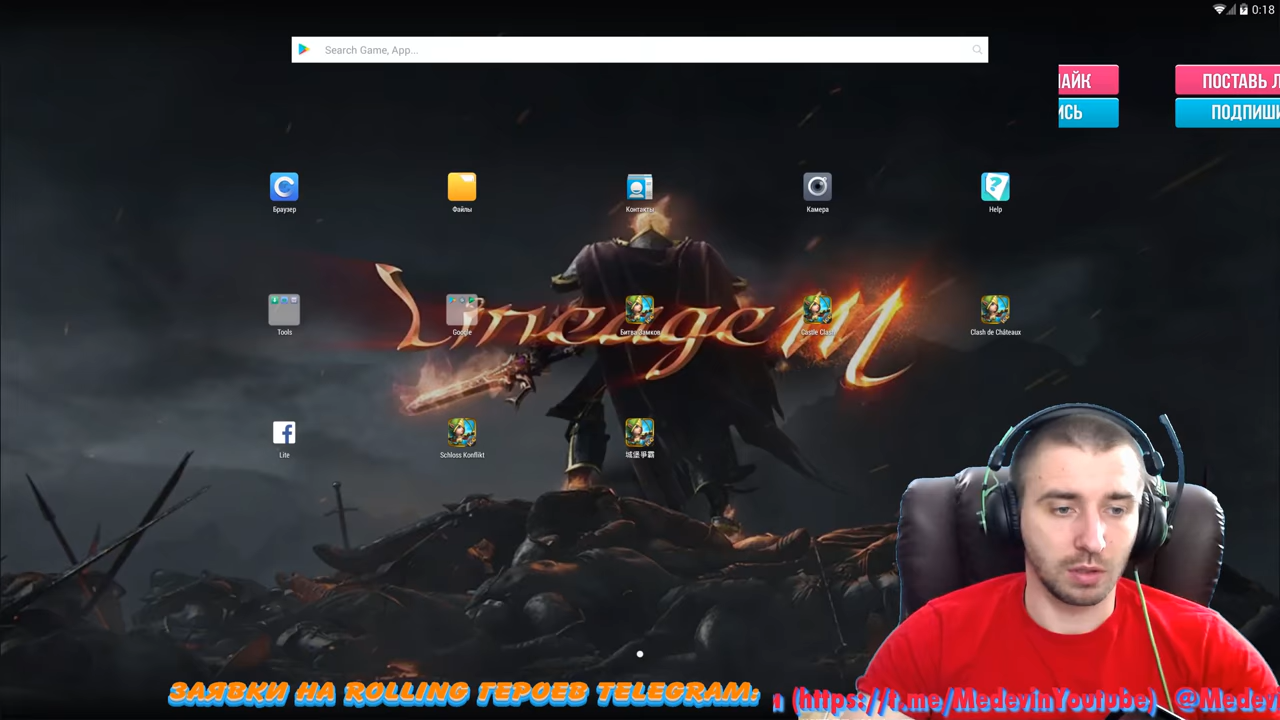 0:18
Search Game, App...
ЛАЙК
ПОСТАВЬ Л
ИСЬ
ПОДПИШИ
Браузер
Файлы
Контакты
Камера
Help
Lineage M
Tools
Google
Битва Замков
Castle Clash
Clash de Châteaux
Lite
Schloss Konflikt
城堡爭霸
ЗАЯВКИ НА ROLLING ГЕРОЕВ TELEGRAM:
(https://t.me/MedevinYoutube) @Medev